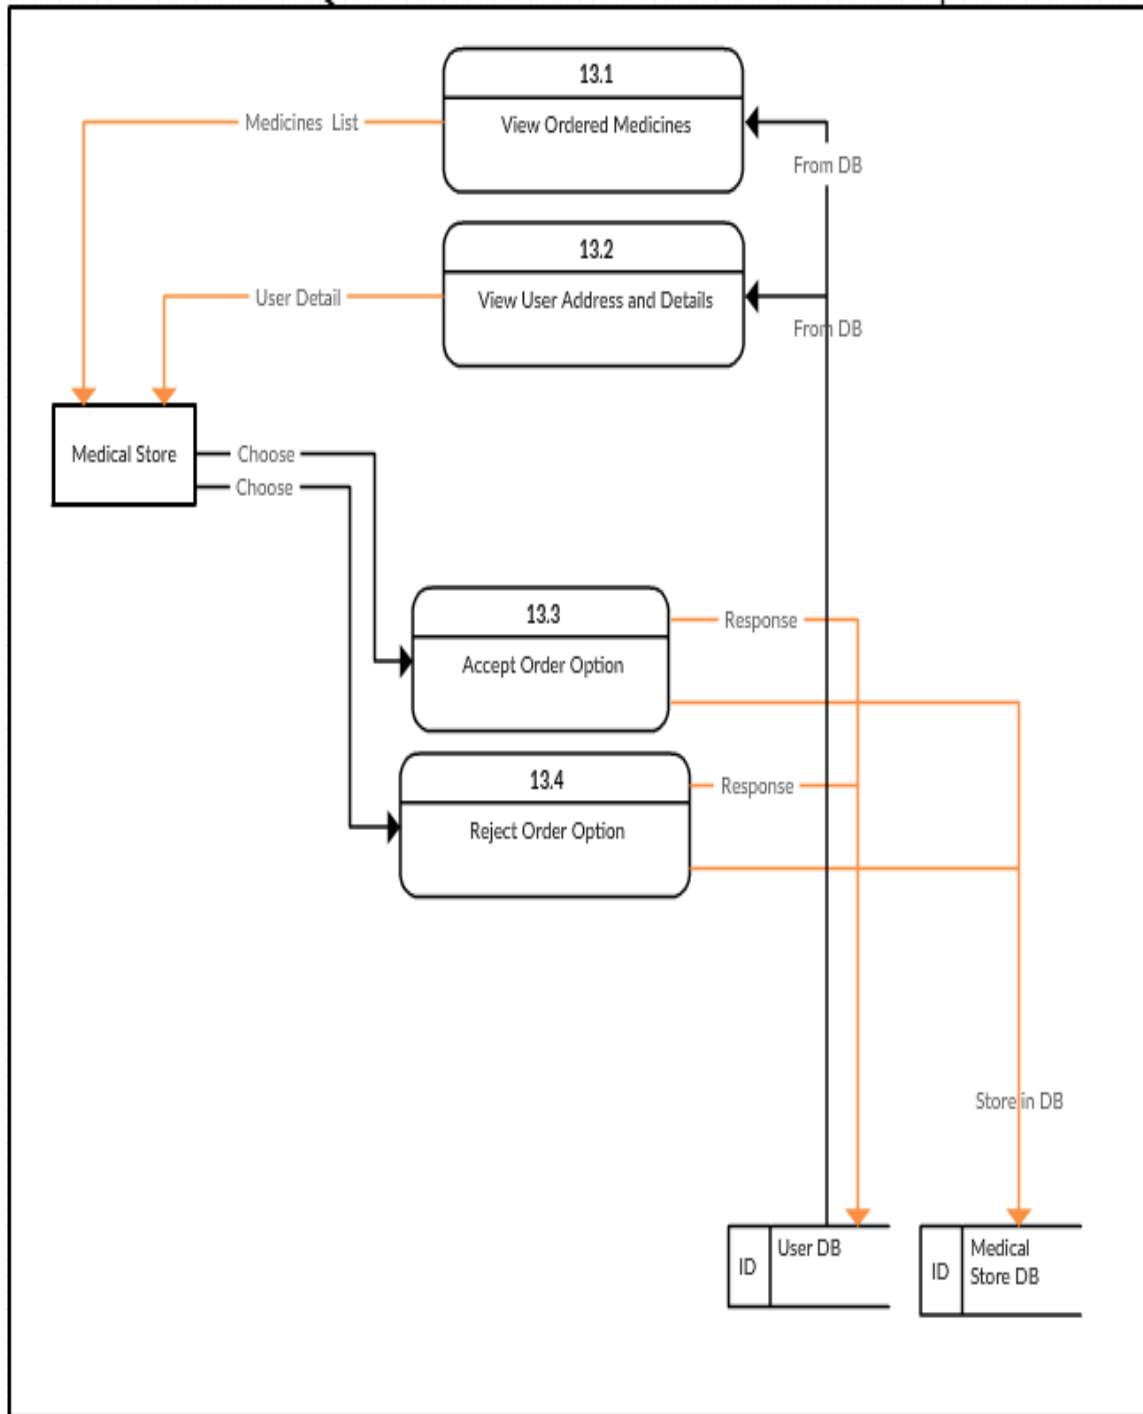 13.1
Medicines List
View Ordered Medicines
From DB
13.2
User Detail
View User Address and Details
From DB
Medical Store
Choose
Choose
13.3
Response
Accept Order Option
13.4
Response
Reject Order Option
Store in DB
ID
User DB
ID
Medical
Store DB